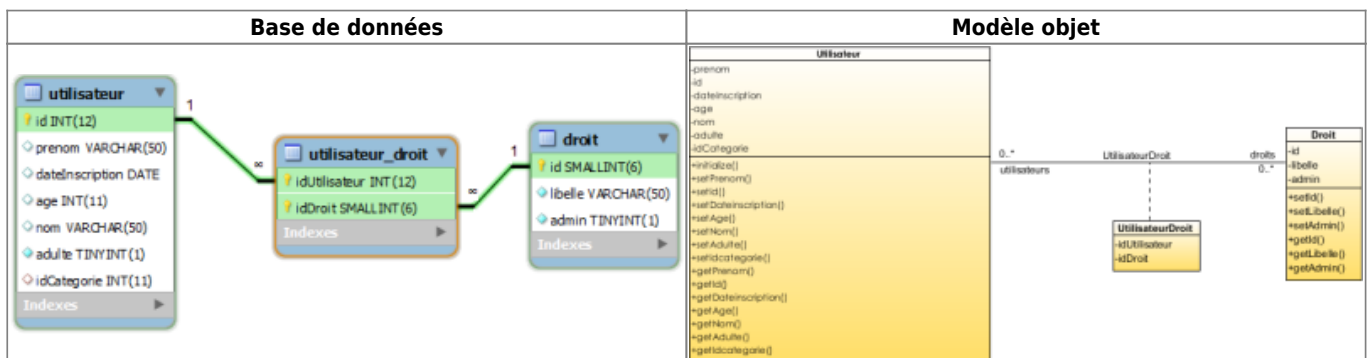 Base de données
Modèle objet
utilisateur
id INT(12)
prenom VARCHAR(50)
dateInscription DATE
age INT(11)
nom VARCHAR(50)
adulte TINYINT(1)
idCategorie INT(11)
Indexes
1
∞
utilisateur_droit
idUtilisateur INT(12)
idDroit SMALLINT(6)
Indexes
∞
1
droit
id SMALLINT(6)
libelle VARCHAR(50)
admin TINYINT(1)
Indexes
Utilisateur
-prenom
-id
-dateInscription
-age
-nom
-adulte
-idCategorie
+initialize()
+setPrenom()
+setId()
+setDateinscription()
+setAge()
+setNom()
+setAdulte()
+setIdcategorie()
+getPrenom()
+getId()
+getDateinscription()
+getAge()
+getNom()
+getAdulte()
+getIdcategorie()
0..*
UtilisateurDroit
droits
utilisateurs
0..*
UtilisateurDroit
-idUtilisateur
-idDroit
Droit
-id
-libelle
-admin
+setId()
+setLibelle()
+setAdmin()
+getId()
+getLibelle()
+getAdmin()